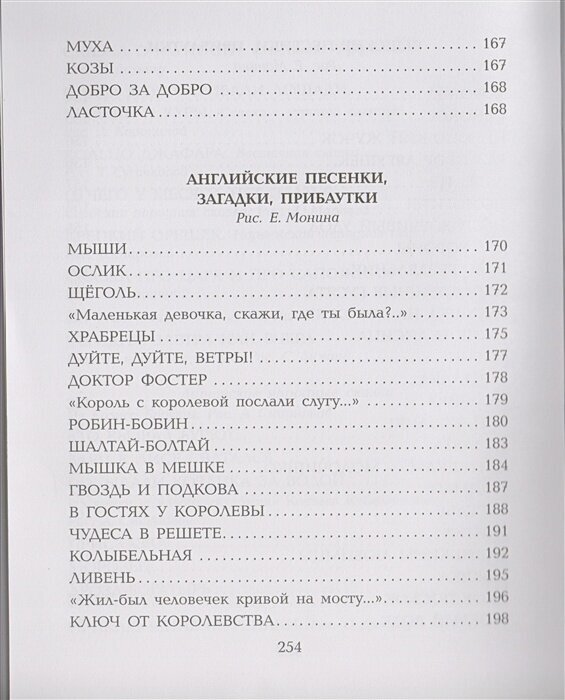 МУХА ........ 167
КОЗЫ ........ 167
ДОБРО ЗА ДОБРО ........ 168
ЛАСТОЧКА ........ 168
АНГЛИЙСКИЕ ПЕСЕНКИ,
ЗАГАДКИ, ПРИБАУТКИ
Рис. Е. Монина
МЫШИ ........ 170
ОСЛИК ........ 171
ЩЁГОЛЬ ........ 172
«Маленькая девочка, скажи, где ты была?..» ........ 173
ХРАБРЕЦЫ ........ 175
ДУЙТЕ, ДУЙТЕ, ВЕТРЫ! ........ 177
ДОКТОР ФОСТЕР ........ 178
«Король с королевой послали слугу...» ........ 179
РОБИН-БОБИН ........ 180
ШАЛТАЙ-БОЛТАЙ ........ 183
МЫШКА В МЕШКЕ ........ 184
ГВОЗДЬ И ПОДКОВА ........ 187
В ГОСТЯХ У КОРОЛЕВЫ ........ 188
ЧУДЕСА В РЕШЕТЕ ........ 191
КОЛЫБЕЛЬНАЯ ........ 192
ЛИВЕНЬ ........ 195
«Жил-был человечек кривой на мосту...» ........ 196
КЛЮЧ ОТ КОРОЛЕВСТВА ........ 198
254